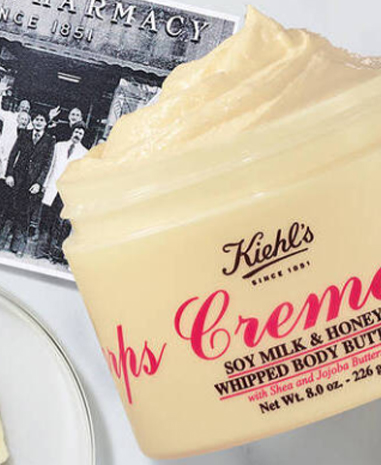 HARMACY
NCE 1851
Kiehl's
SINCE 1851
rps Creme
SOY MILK & HONEY
WHIPPED BODY BUTT
with Shea and Jojoba Butter
Net Wt. 8.0 oz. - 226 g